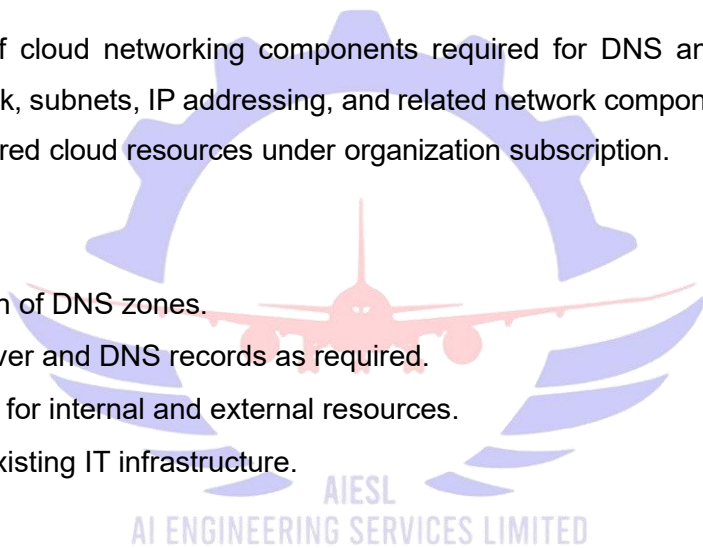 f cloud networking components required for DNS an
k, subnets, IP addressing, and related network compon
red cloud resources under organization subscription.
n of DNS zones.
ver and DNS records as required.
for internal and external resources.
xisting IT infrastructure.
AIESL
AI ENGINEERING SERVICES LIMITED